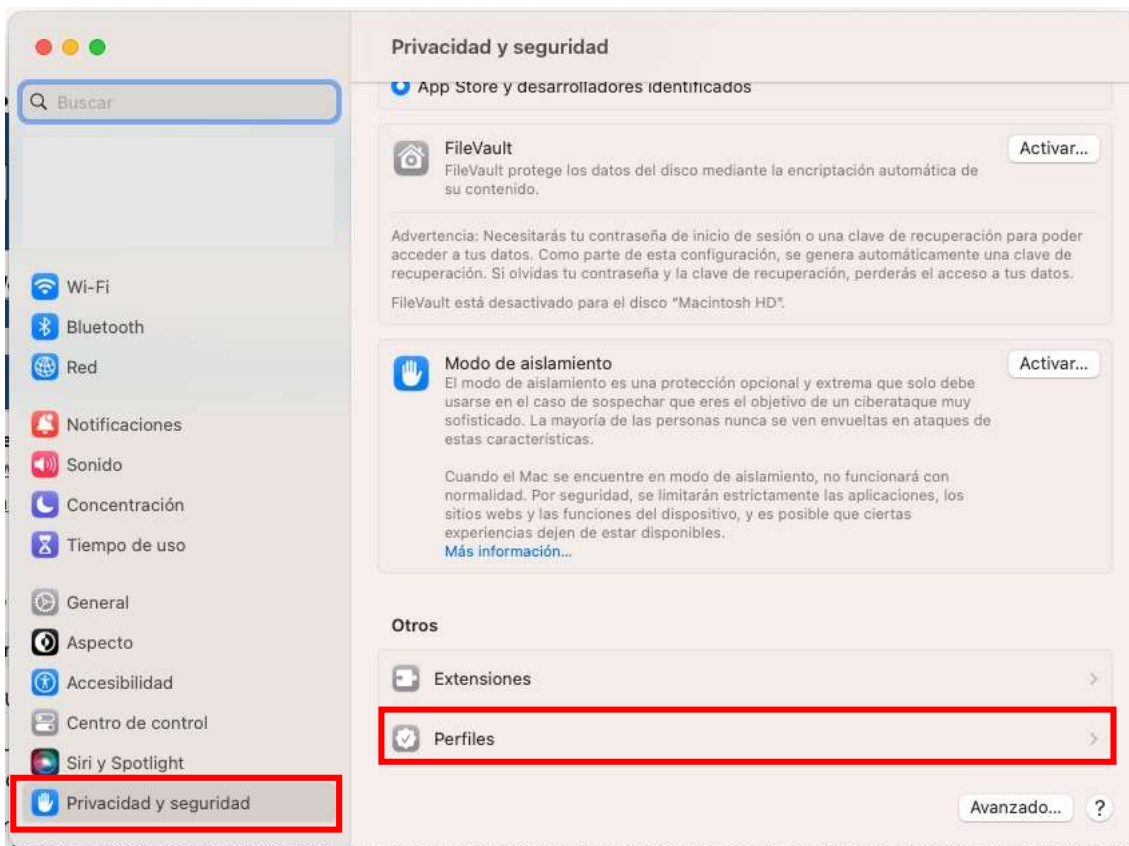 Privacidad y seguridad
App Store y desarrolladores identificados
Buscar
FileVault
Activar...
FileVault protege los datos del disco mediante la encriptación automática de
su contenido.
Advertencia: Necesitarás tu contraseña de inicio de sesión o una clave de recuperación para poder
acceder a tus datos. Como parte de esta configuración, se genera automáticamente una clave de
recuperación. Si olvidas tu contraseña y la clave de recuperación, perderás el acceso a tus datos.
FileVault está desactivado para el disco "Macintosh HD".
Wi-Fi
Bluetooth
Red
Notificaciones
Sonido
Concentración
Tiempo de uso
General
Aspecto
Accesibilidad
Centro de control
Siri y Spotlight
Privacidad y seguridad
Modo de aislamiento
Activar...
El modo de aislamiento es una protección opcional y extrema que solo debe
usarse en el caso de sospechar que eres el objetivo de un ciberataque muy
sofisticado. La mayoría de las personas nunca se ven envueltas en ataques de
estas características.
Cuando el Mac se encuentre en modo de aislamiento, no funcionará con
normalidad. Por seguridad, se limitarán estrictamente las aplicaciones, los
sitios webs y las funciones del dispositivo, y es posible que ciertas
experiencias dejen de estar disponibles.
Más información...
Otros
Extensiones
Perfiles
Avanzado...
?